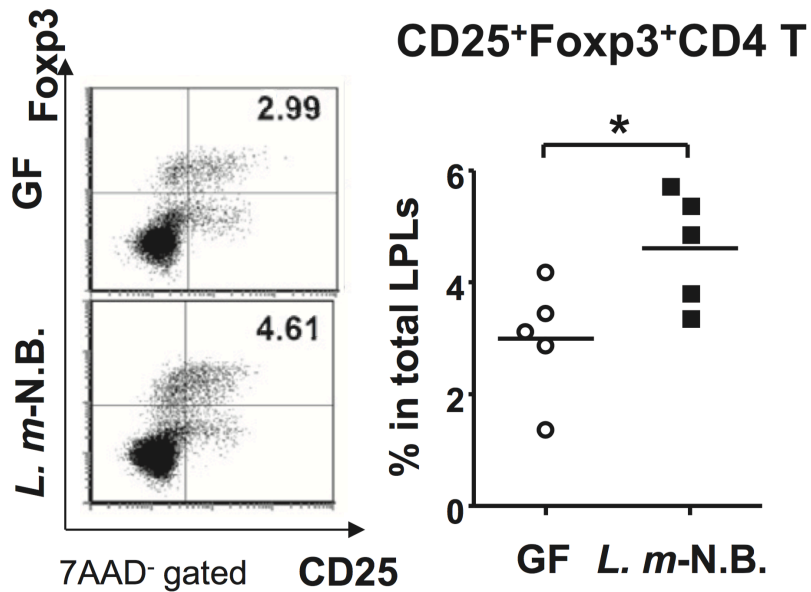 CD25⁺Foxp3⁺CD4 T
Foxp3
GF
2.99
L. m-N.B.
4.61
7AAD⁻ gated
CD25
*
% in total LPLs
6
4
2
0
GF
L. m-N.B.